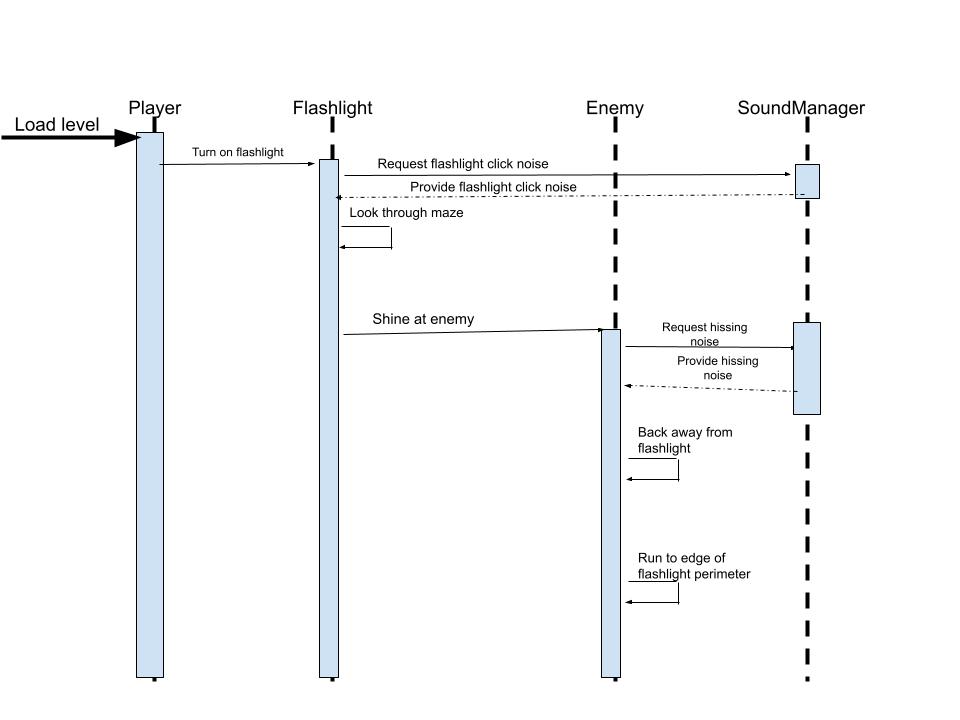 Player
Flashlight
Enemy
SoundManager
Load level
Turn on flashlight
Request flashlight click noise
Provide flashlight click noise
Look through maze
Shine at enemy
Request hissing
noise
Provide hissing
noise
Back away from
flashlight
Run to edge of
flashlight perimeter